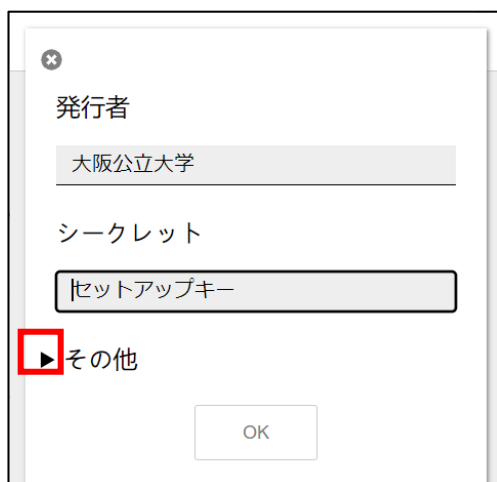 発行者
大阪公立大学
シークレット
セットアップキー
その他
OK